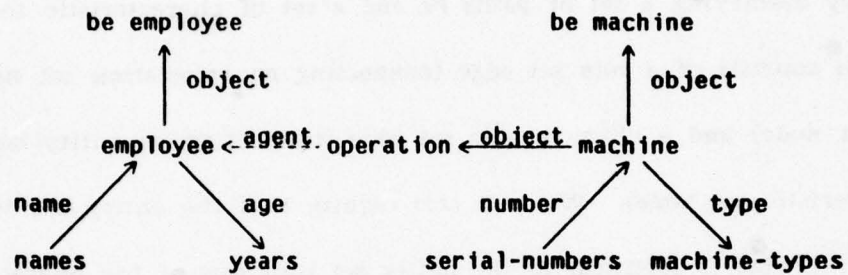 be employee be machine
object object
employee agent operation object machine
name age number type
names years serial-numbers machine-types